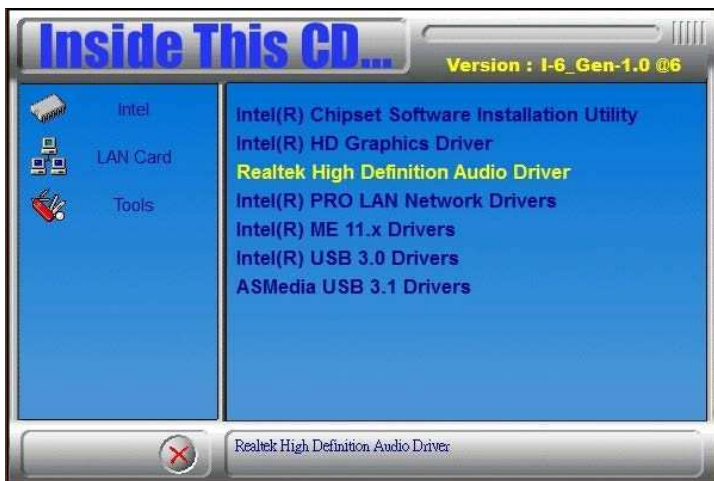 Inside This CD...
Version : I-6_Gen-1.0 @6
Intel
LAN Card
Tools
Intel(R) Chipset Software Installation Utility
Intel(R) HD Graphics Driver
Realtek High Definition Audio Driver
Intel(R) PRO LAN Network Drivers
Intel(R) ME 11.x Drivers
Intel(R) USB 3.0 Drivers
ASMedia USB 3.1 Drivers
Realtek High Definition Audio Driver